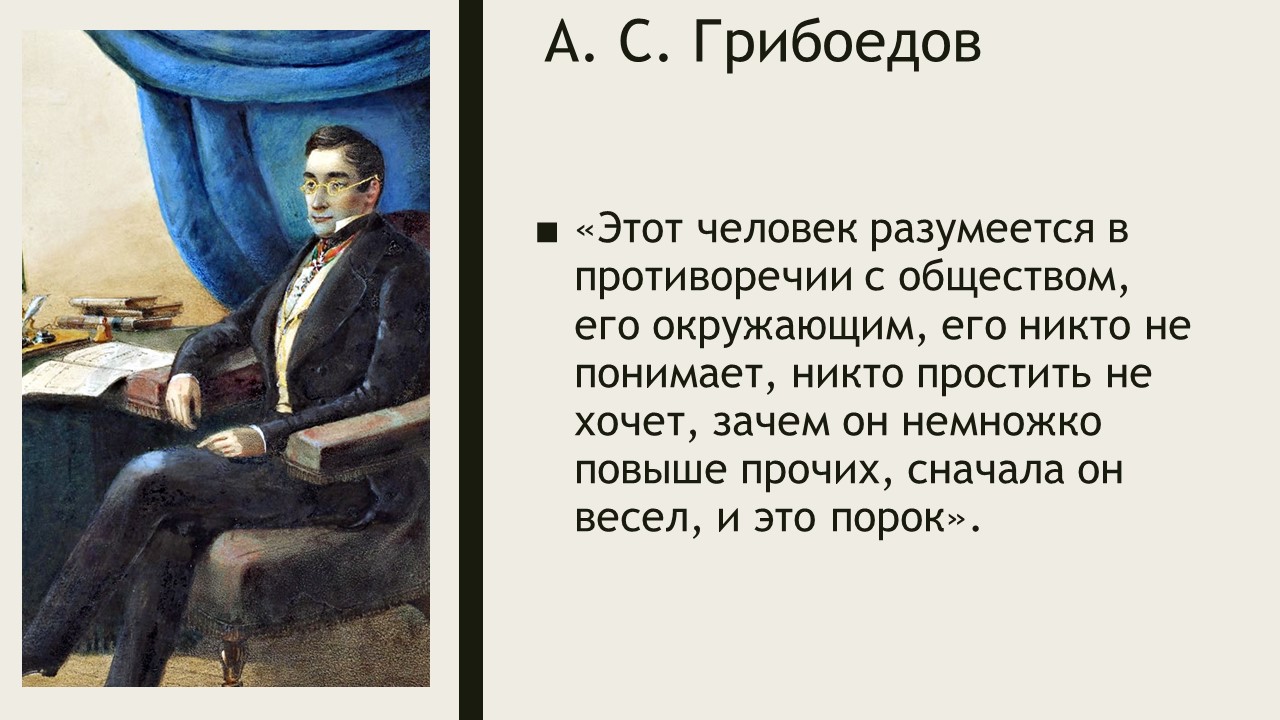 А. С. Грибоедов
▪ «Этот человек разумеется в
противоречии с обществом,
его окружающим, его никто не
понимает, никто простить не
хочет, зачем он немножко
повыше прочих, сначала он
весел, и это порок».